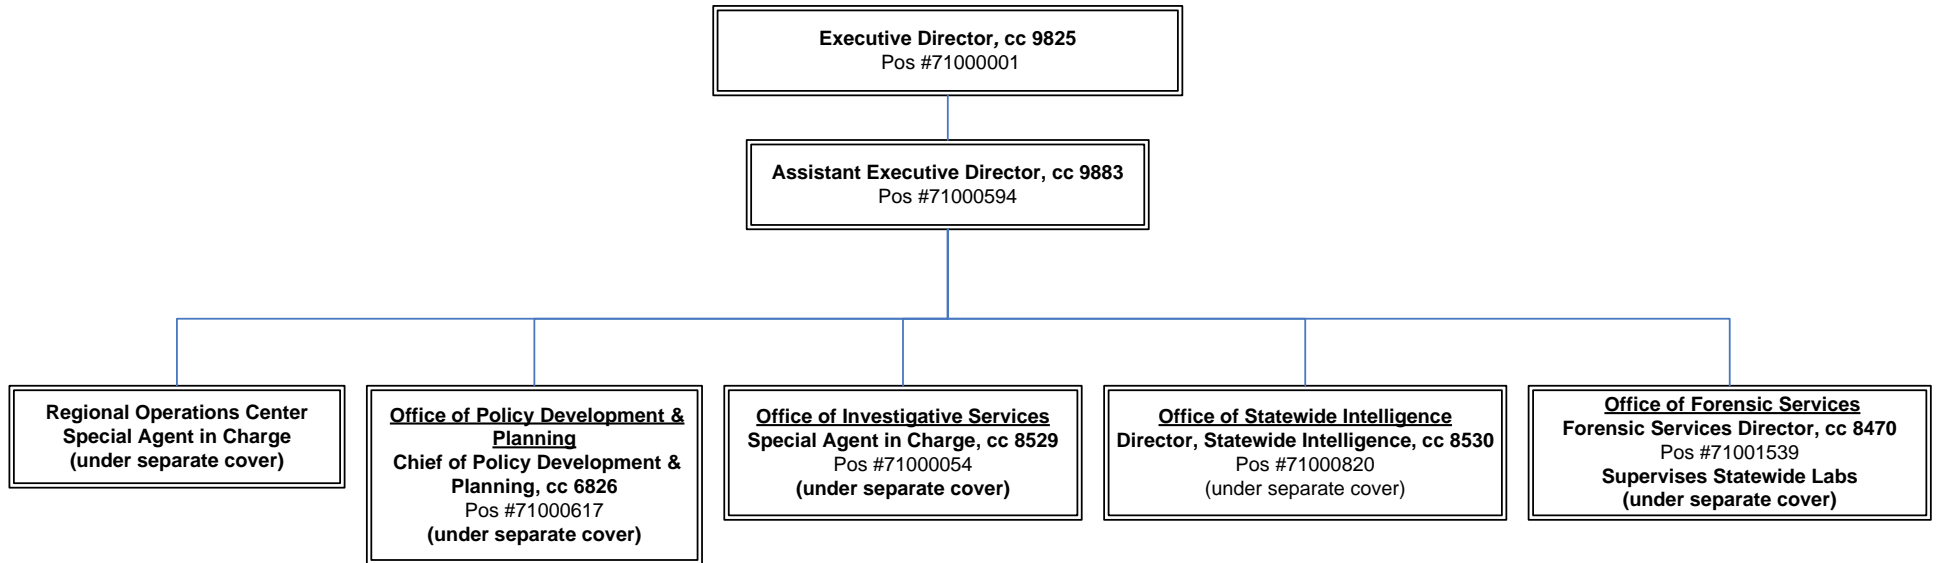 Executive Director, cc 9825
Pos #71000001
Assistant Executive Director, cc 9883
Pos #71000594
Regional Operations Center
Special Agent in Charge
(under separate cover)
Office of Policy Development &
Planning
Chief of Policy Development &
Planning, cc 6826
Pos #71000617
(under separate cover)
Office of Investigative Services
Special Agent in Charge, cc 8529
Pos #71000054
(under separate cover)
Office of Statewide Intelligence
Director, Statewide Intelligence, cc 8530
Pos #71000820
(under separate cover)
Office of Forensic Services
Forensic Services Director, cc 8470
Pos #71001539
Supervises Statewide Labs
(under separate cover)